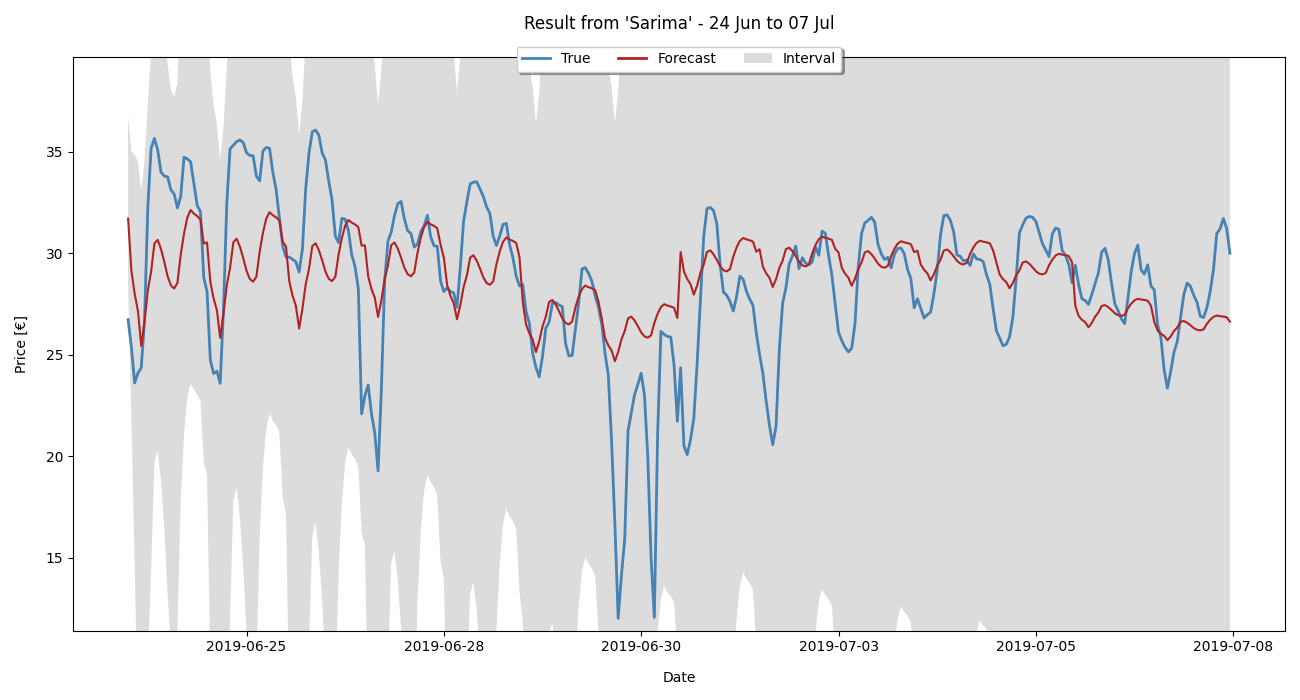 Result from 'Sarima' - 24 Jun to 07 Jul
True Forecast Interval
Price [€]
35
30
25
20
15
2019-06-25 2019-06-28 2019-06-30 2019-07-03 2019-07-05 2019-07-08
Date